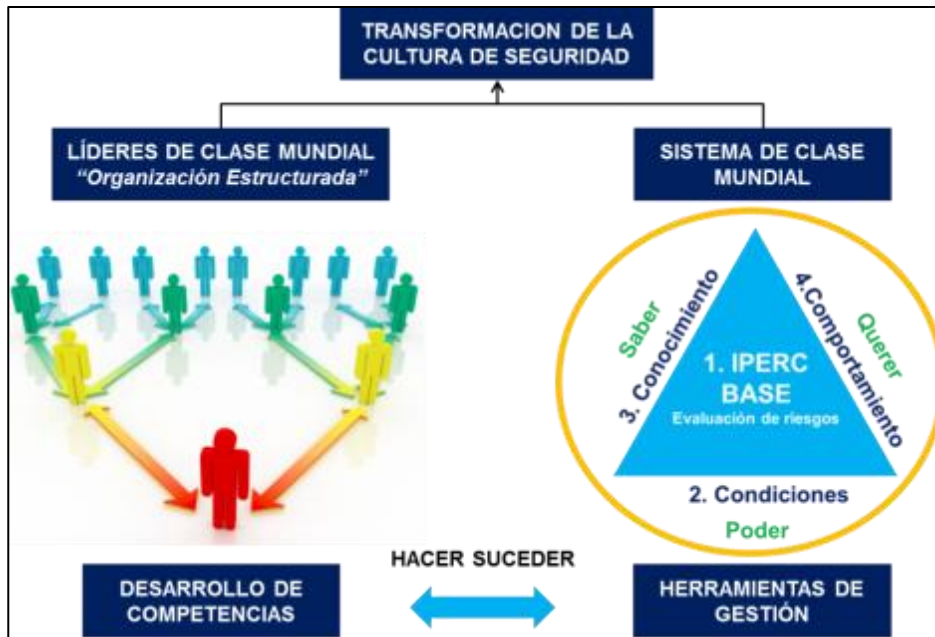 TRANSFORMACION DE LA
CULTURA DE SEGURIDAD
LÍDERES DE CLASE MUNDIAL
“Organización Estructurada”
SISTEMA DE CLASE
MUNDIAL
Saber
3. Conocimiento
4.Comportamiento
Querer
1. IPERC
BASE
Evaluación de riesgos
2. Condiciones
Poder
HACER SUCEDER
DESARROLLO DE
COMPETENCIAS
HERRAMIENTAS DE
GESTIÓN